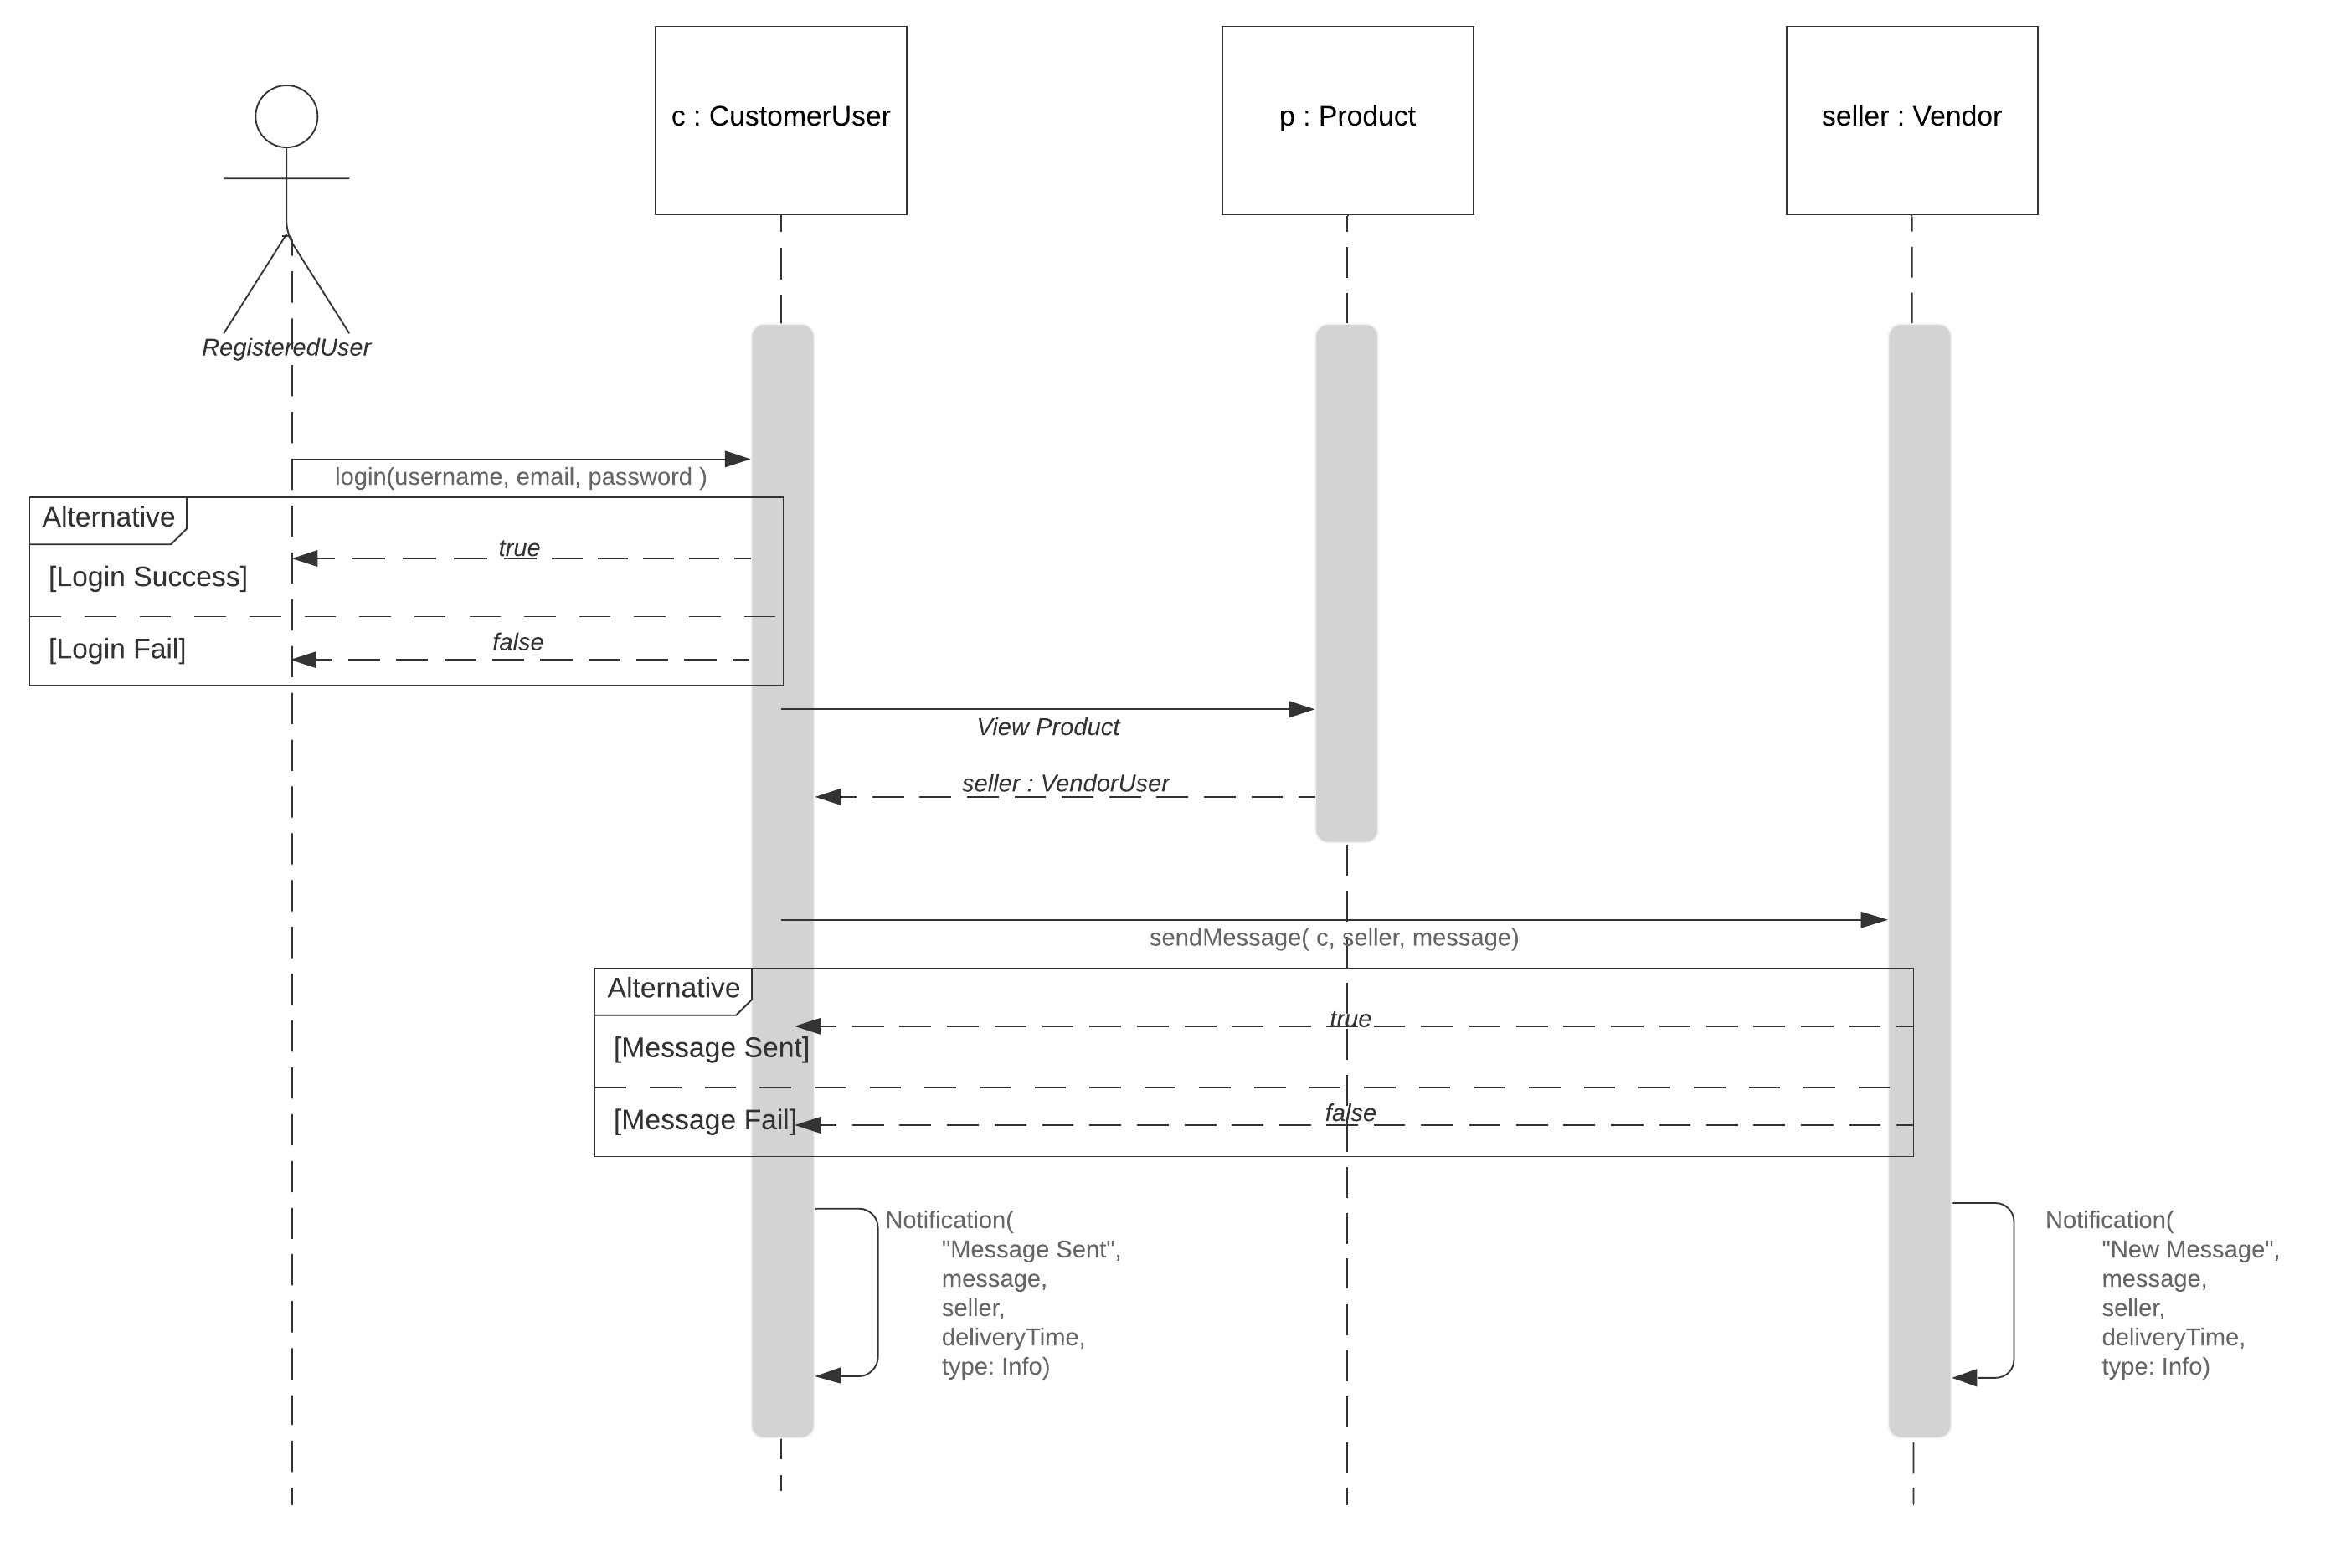 c : CustomerUser
p : Product
seller : Vendor
RegisteredUser
login(username, email, password )
Alternative
true
[Login Success]
false
[Login Fail]
View Product
seller : VendorUser
sendMessage( c, seller, message)
Alternative
true
[Message Sent]
false
[Message Fail]
Notification(
"Message Sent",
message,
seller,
deliveryTime,
type: Info)
Notification(
"New Message",
message,
seller,
deliveryTime,
type: Info)